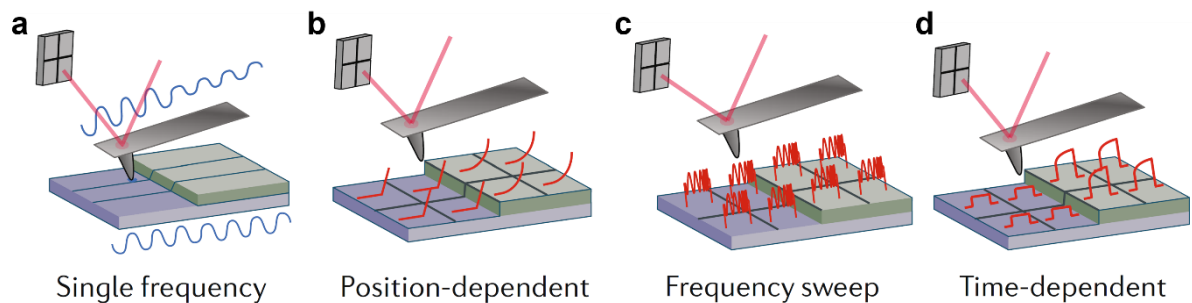 a
b
c
d
Single frequency
Position-dependent
Frequency sweep
Time-dependent